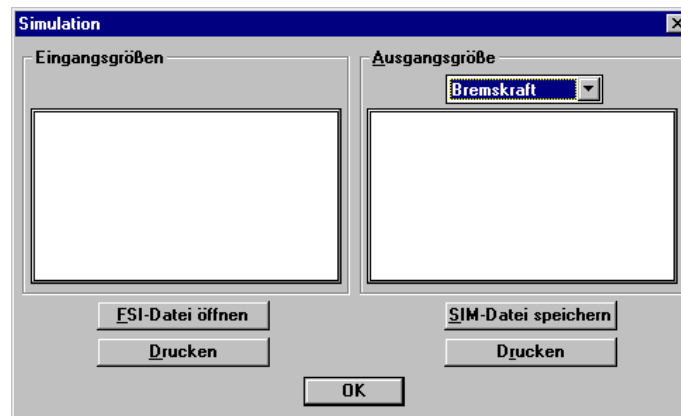 Simulation
Eingangsgrößen
Ausgangsgröße
Bremskraft
FSI-Datei öffnen
SIM-Datei speichern
Drucken
Drucken
OK